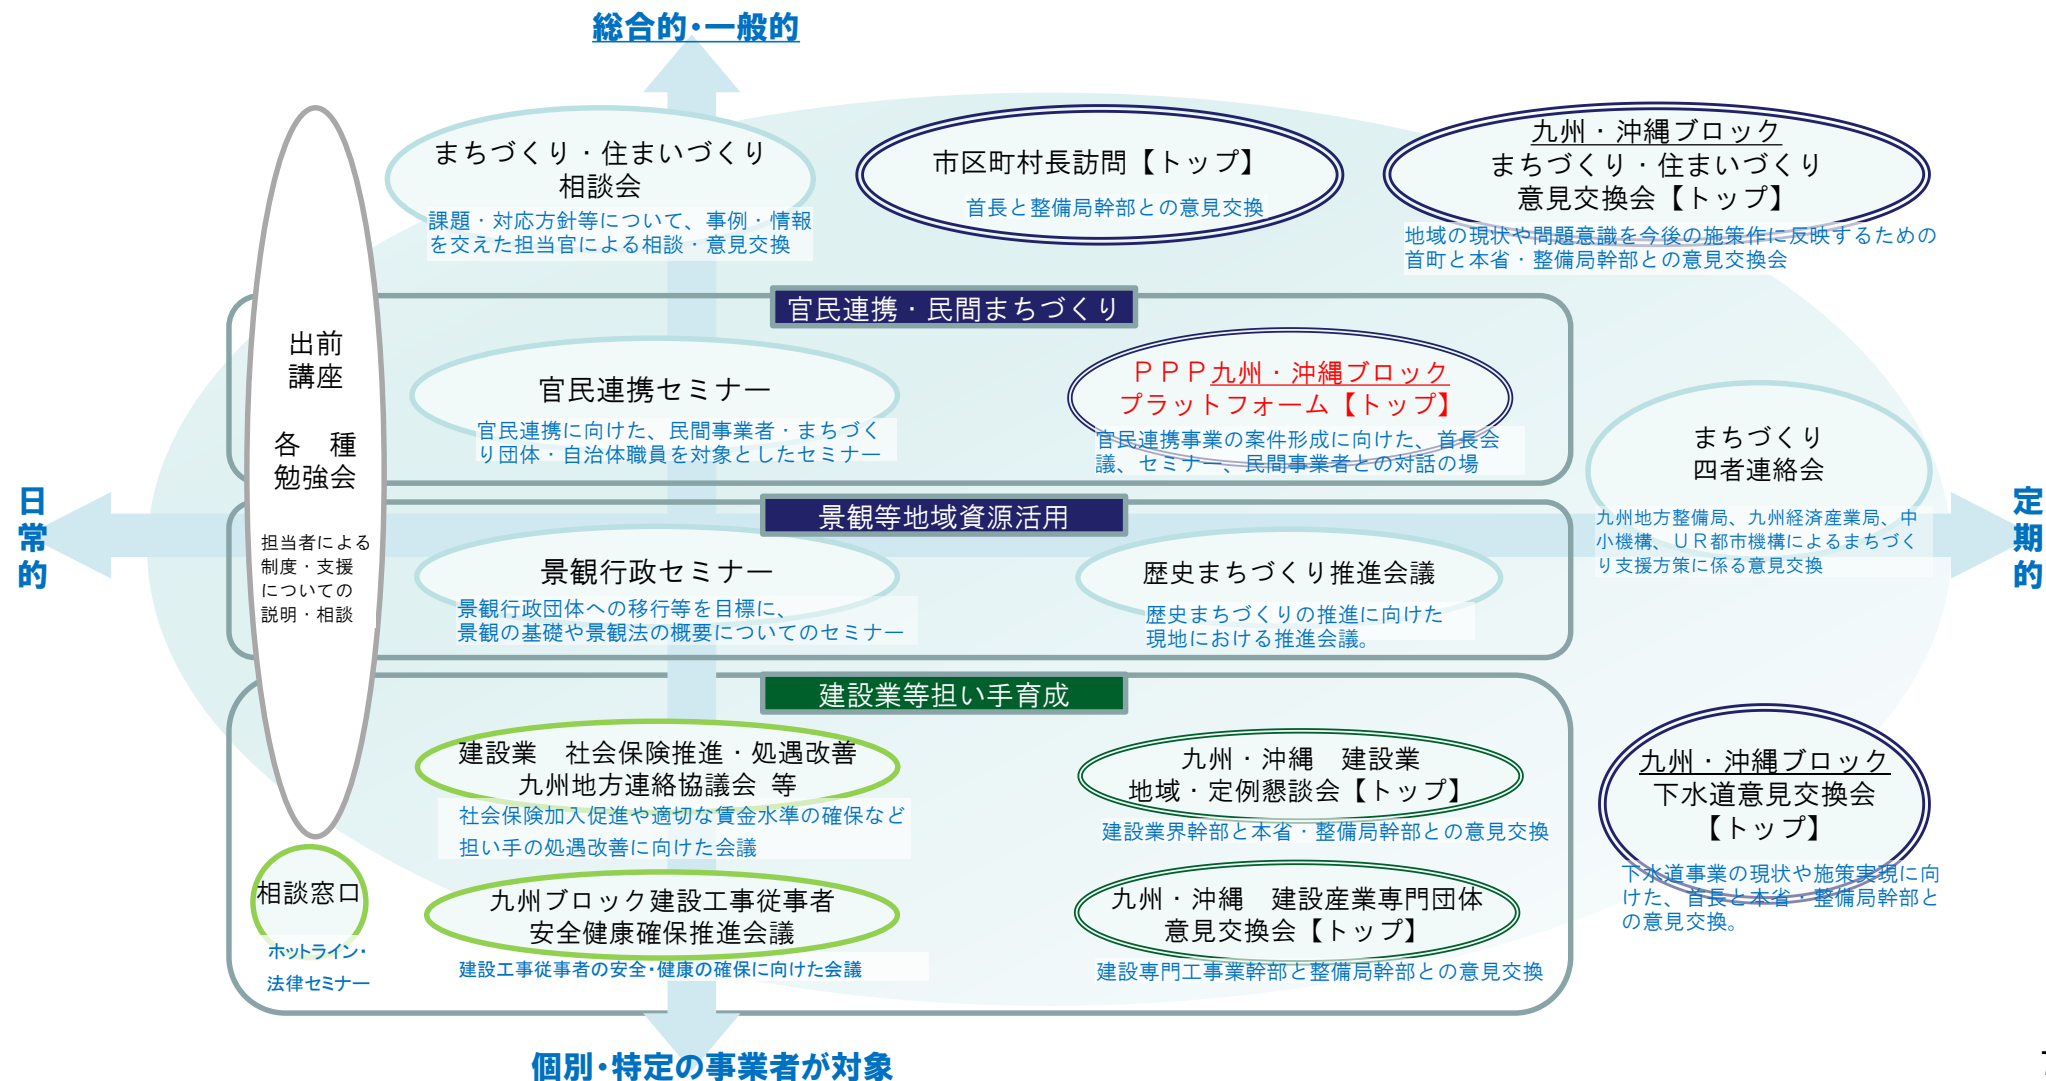 総合的・一般的
まちづくり・住まいづくり
相談会
課題・対応方針等について、事例・情報
を交えた担当官による相談・意見交換
市区町村長訪問【トップ】
首長と整備局幹部との意見交換
九州・沖縄ブロック
まちづくり・住まいづくり
意見交換会【トップ】
地域の現状や問題意識を今後の施策作に反映するための
首町と本省・整備局幹部との意見交換会
出前
講座
各　種
勉強会
担当者による
制度・支援
についての
説明・相談
官民連携・民間まちづくり
官民連携セミナー
官民連携に向けた、民間事業者・まちづく
り団体・自治体職員を対象としたセミナー
ＰＰＰ九州・沖縄ブロック
プラットフォーム【トップ】
官民連携事業の案件形成に向けた、首長会
議、セミナー、民間事業者との対話の場
まちづくり
四者連絡会
九州地方整備局、九州経済産業局、中
小機構、ＵＲ都市機構によるまちづく
り支援方策に係る意見交換
日常的
定期的
景観等地域資源活用
景観行政セミナー
景観行政団体への移行等を目標に、
景観の基礎や景観法の概要についてのセミナー
歴史まちづくり推進会議
歴史まちづくりの推進に向けた
現地における推進会議。
建設業等担い手育成
建設業　社会保険推進・処遇改善
九州地方連絡協議会 等
社会保険加入促進や適切な賃金水準の確保など
担い手の処遇改善に向けた会議
九州・沖縄　建設業
地域・定例懇談会【トップ】
建設業界幹部と本省・整備局幹部との意見交換
九州・沖縄ブロック
下水道意見交換会
【トップ】
下水道事業の現状や施策実現に向
けた、首長と本省・整備局幹部と
の意見交換。
相談窓口
ホットライン・
法律セミナー
九州ブロック建設工事従事者
安全健康確保推進会議
建設工事従事者の安全・健康の確保に向けた会議
九州・沖縄　建設産業専門団体
意見交換会【トップ】
建設専門工事業幹部と整備局幹部との意見交換
個別・特定の事業者が対象